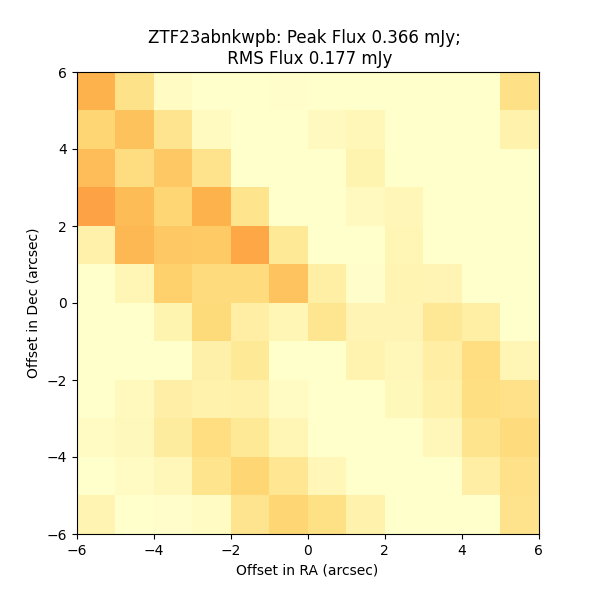 ZTF23abnkwpb: Peak Flux 0.366 mJy;
RMS Flux 0.177 mJy
6
4
2
0
−2
−4
−6
Offset in Dec (arcsec)
−6 −4 −2 0 2 4 6
Offset in RA (arcsec)